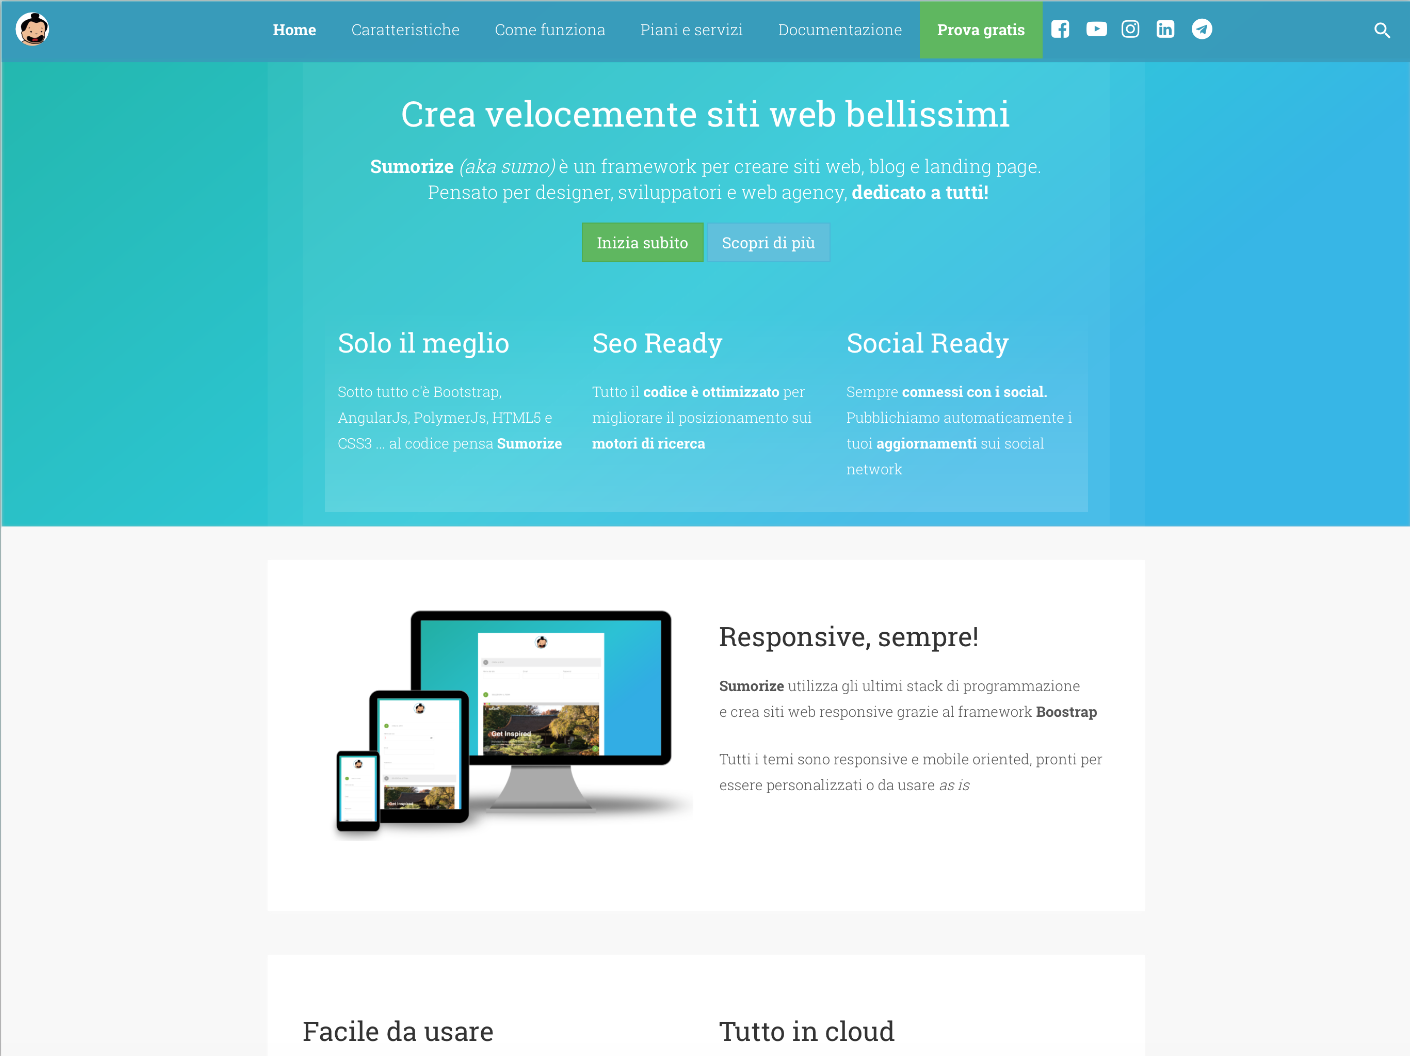 Home Caratteristiche Come funziona Piani e servizi Documentazione Prova gratis
Crea velocemente siti web bellissimi
Sumorize (aka sumo) è un framework per creare siti web, blog e landing page.
Pensato per designer, sviluppatori e web agency, dedicato a tutti!
Inizia subito Scopri di più
Solo il meglio
Sotto tutto c'è Bootstrap,
AngularJs, PolymerJs, HTML5 e
CSS3 ... al codice pensa Sumorize
Seo Ready
Tutto il codice è ottimizzato per
migliorare il posizionamento sui
motori di ricerca
Social Ready
Sempre connessi con i social.
Pubblichiamo automaticamente i
tuoi aggiornamenti sui social
network
Get Inspired
Get Inspired
Responsive, sempre!
Sumorize utilizza gli ultimi stack di programmazione
e crea siti web responsive grazie al framework Boostrap
Tutti i temi sono responsive e mobile oriented, pronti per
essere personalizzati o da usare as is
Facile da usare
Tutto in cloud